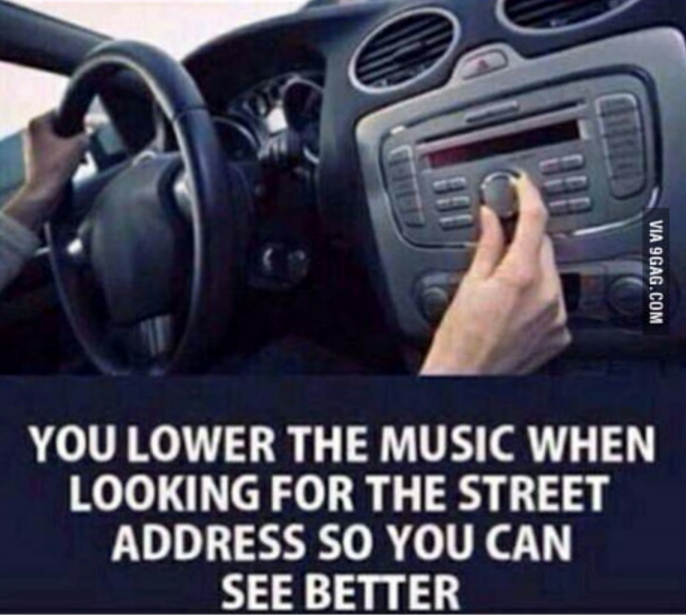 VIA 9GAG.COM
YOU LOWER THE MUSIC WHEN
LOOKING FOR THE STREET
ADDRESS SO YOU CAN
SEE BETTER